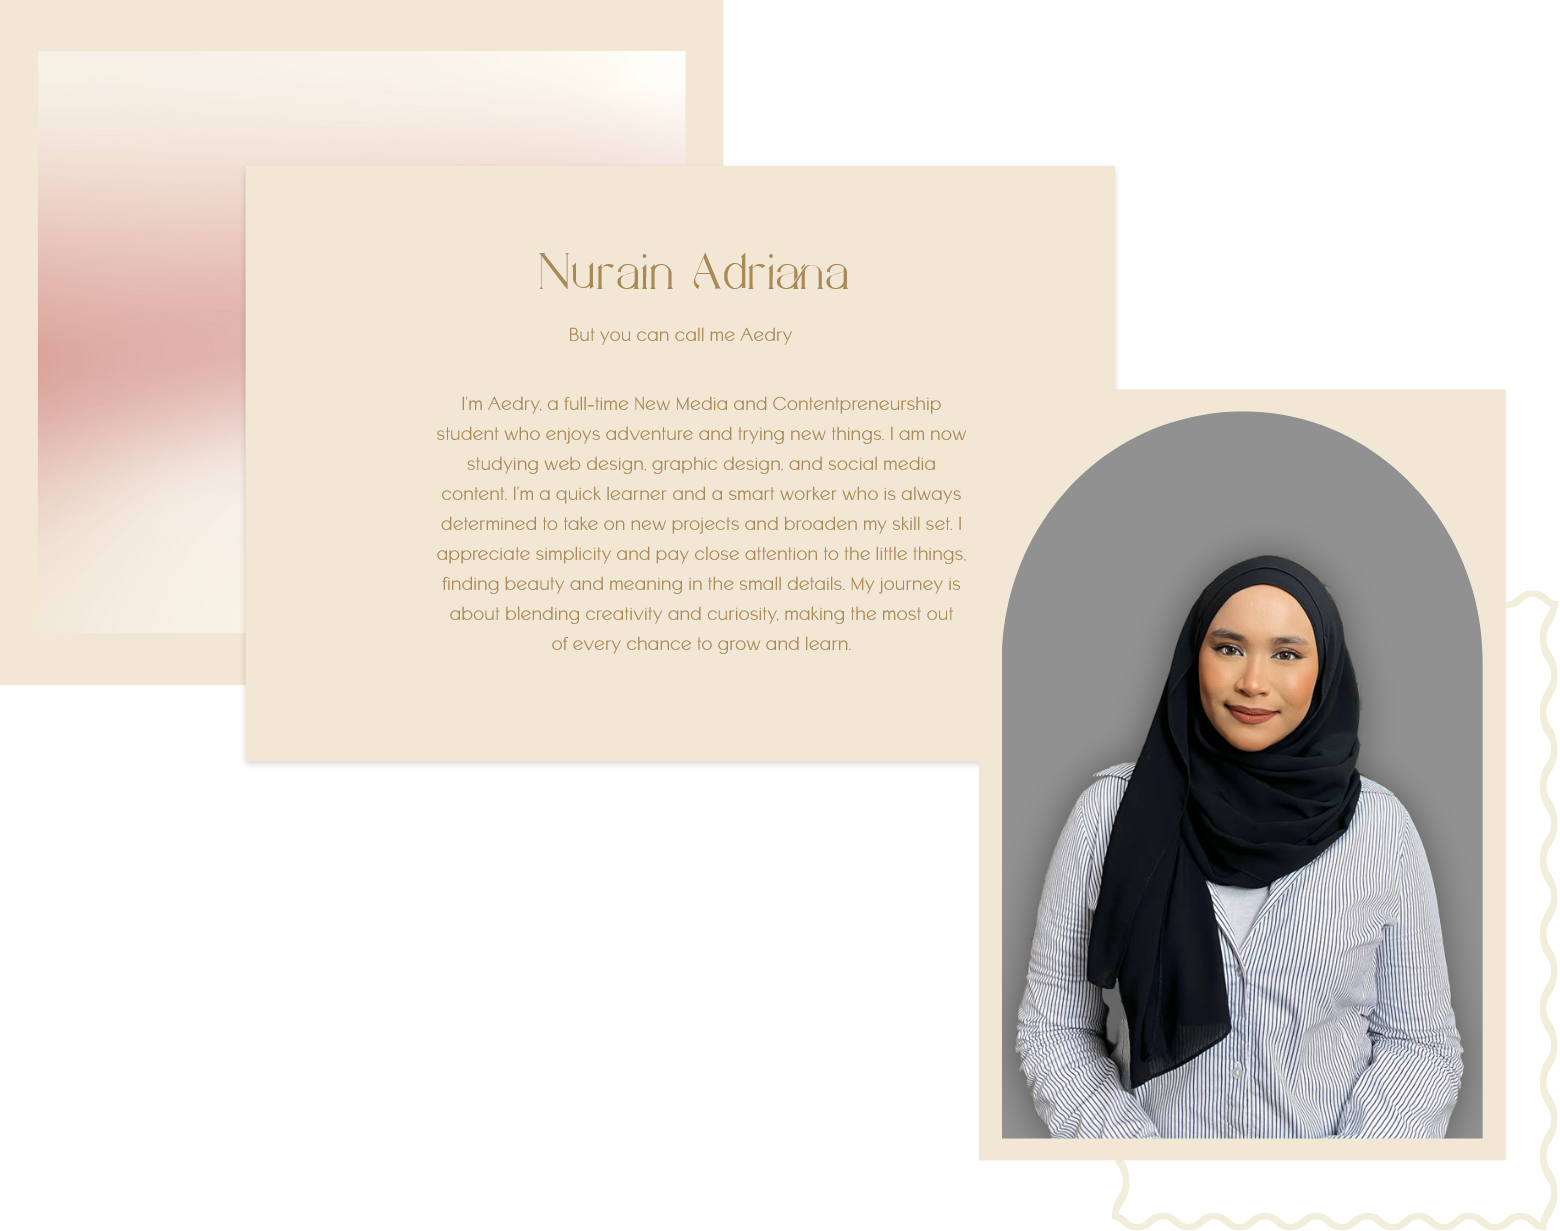 Nurain Adriana
But you can call me Aedry
I'm Aedry, a full-time New Media and Contentpreneurship
student who enjoys adventure and trying new things. I am now
studying web design, graphic design, and social media
content. I'm a quick learner and a smart worker who is always
determined to take on new projects and broaden my skill set. I
appreciate simplicity and pay close attention to the little things,
finding beauty and meaning in the small details. My journey is
about blending creativity and curiosity, making the most out
of every chance to grow and learn.